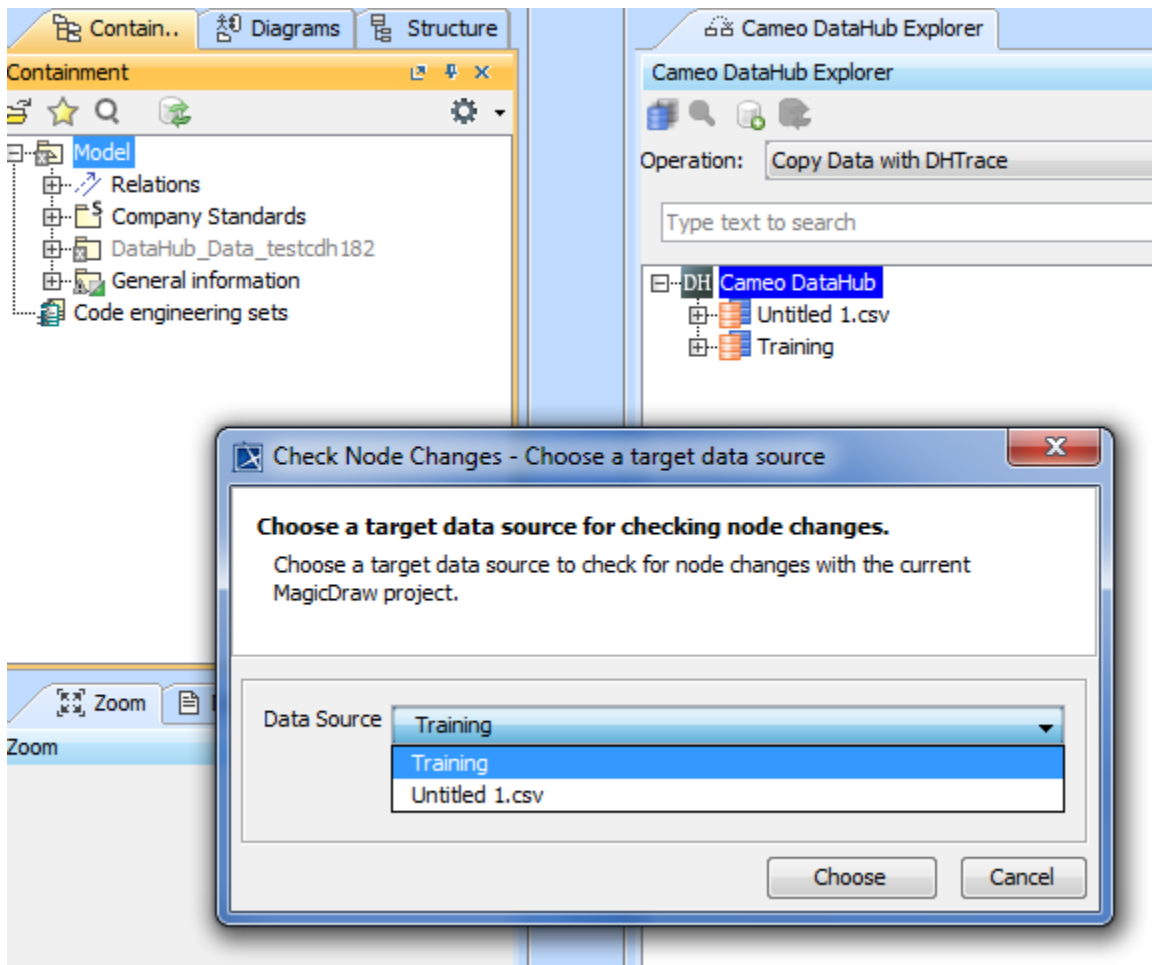 Contain..
Diagrams
Structure
Containment
Model
Relations
Company Standards
DataHub_Data_testcdh182
General information
Code engineering sets
Cameo DataHub Explorer
Cameo DataHub Explorer
Operation: Copy Data with DHTrace
Type text to search
DH Cameo DataHub
Untitled 1.csv
Training
Check Node Changes - Choose a target data source
Choose a target data source for checking node changes.
Choose a target data source to check for node changes with the current
MagicDraw project.
Zoom
Zoom
Data Source Training
Training
Untitled 1.csv
Choose
Cancel